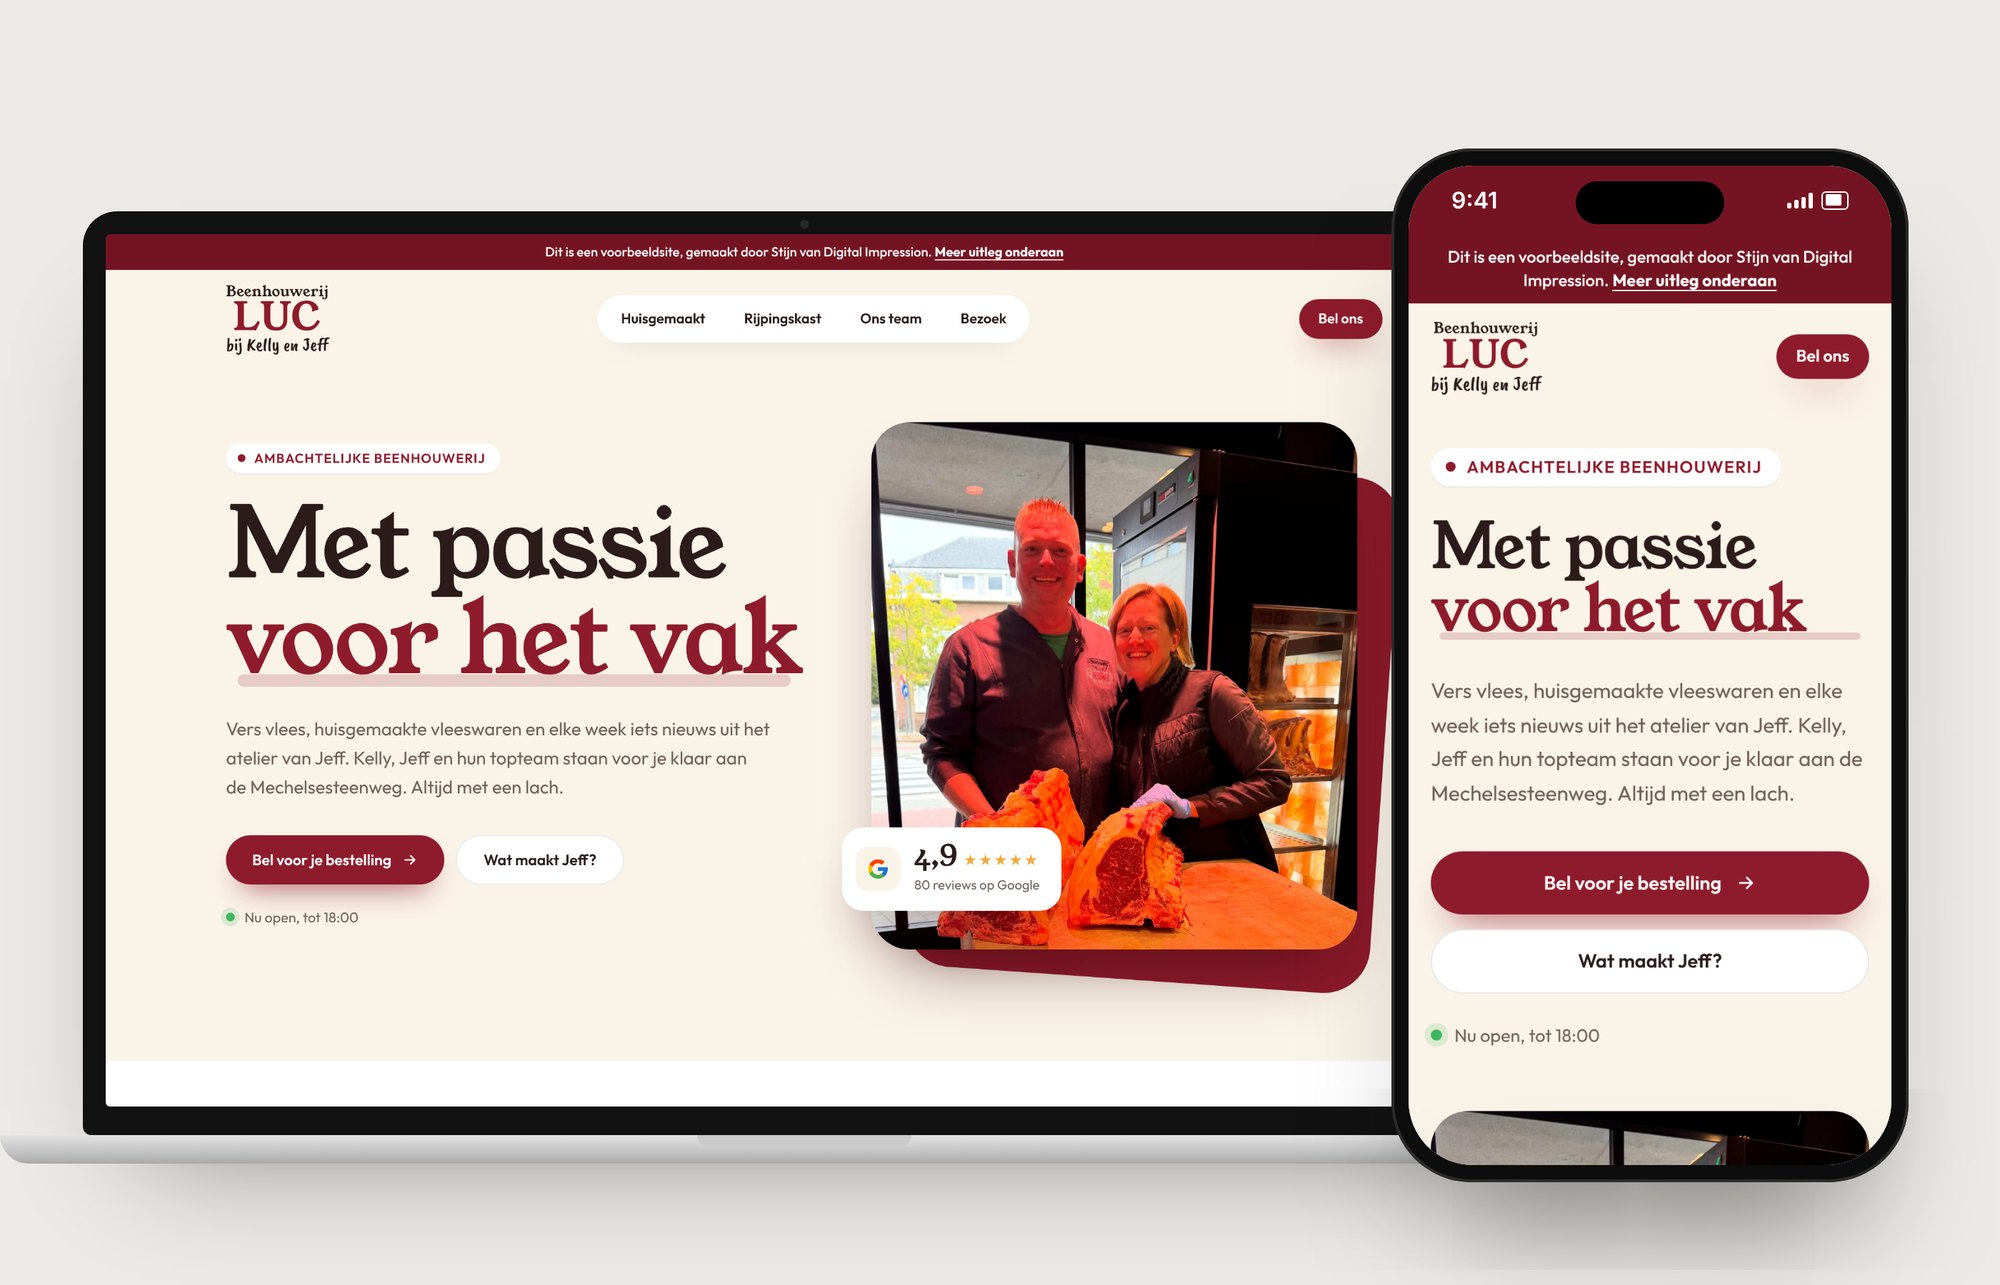 Dit is een voorbeeldsite, gemaakt door Stijn van Digital Impression. Meer uitleg onderaan
Beenhouwerij
LUC
bij Kelly en Jeff
Huisgemaakt Rijpingskast Ons team Bezoek
Bel ons
AMBACHTELIJKE BEENHOUWERIJ
Met passie
voor het vak
Vers vlees, huisgemaakte vleeswaren en elke week iets nieuws uit het
atelier van Jeff. Kelly, Jeff en hun topteam staan voor je klaar aan
de Mechelsesteenweg. Altijd met een lach.
Bel voor je bestelling →
Wat maakt Jeff?
Nu open, tot 18:00
4,9 ★★★★★
80 reviews op Google
9:41
Dit is een voorbeeldsite, gemaakt door Stijn van Digital
Impression. Meer uitleg onderaan
Beenhouwerij
LUC
bij Kelly en Jeff
Bel ons
AMBACHTELIJKE BEENHOUWERIJ
Met passie
voor het vak
Vers vlees, huisgemaakte vleeswaren en elke
week iets nieuws uit het atelier van Jeff. Kelly,
Jeff en hun topteam staan voor je klaar aan de
Mechelsesteenweg. Altijd met een lach.
Bel voor je bestelling →
Wat maakt Jeff?
Nu open, tot 18:00